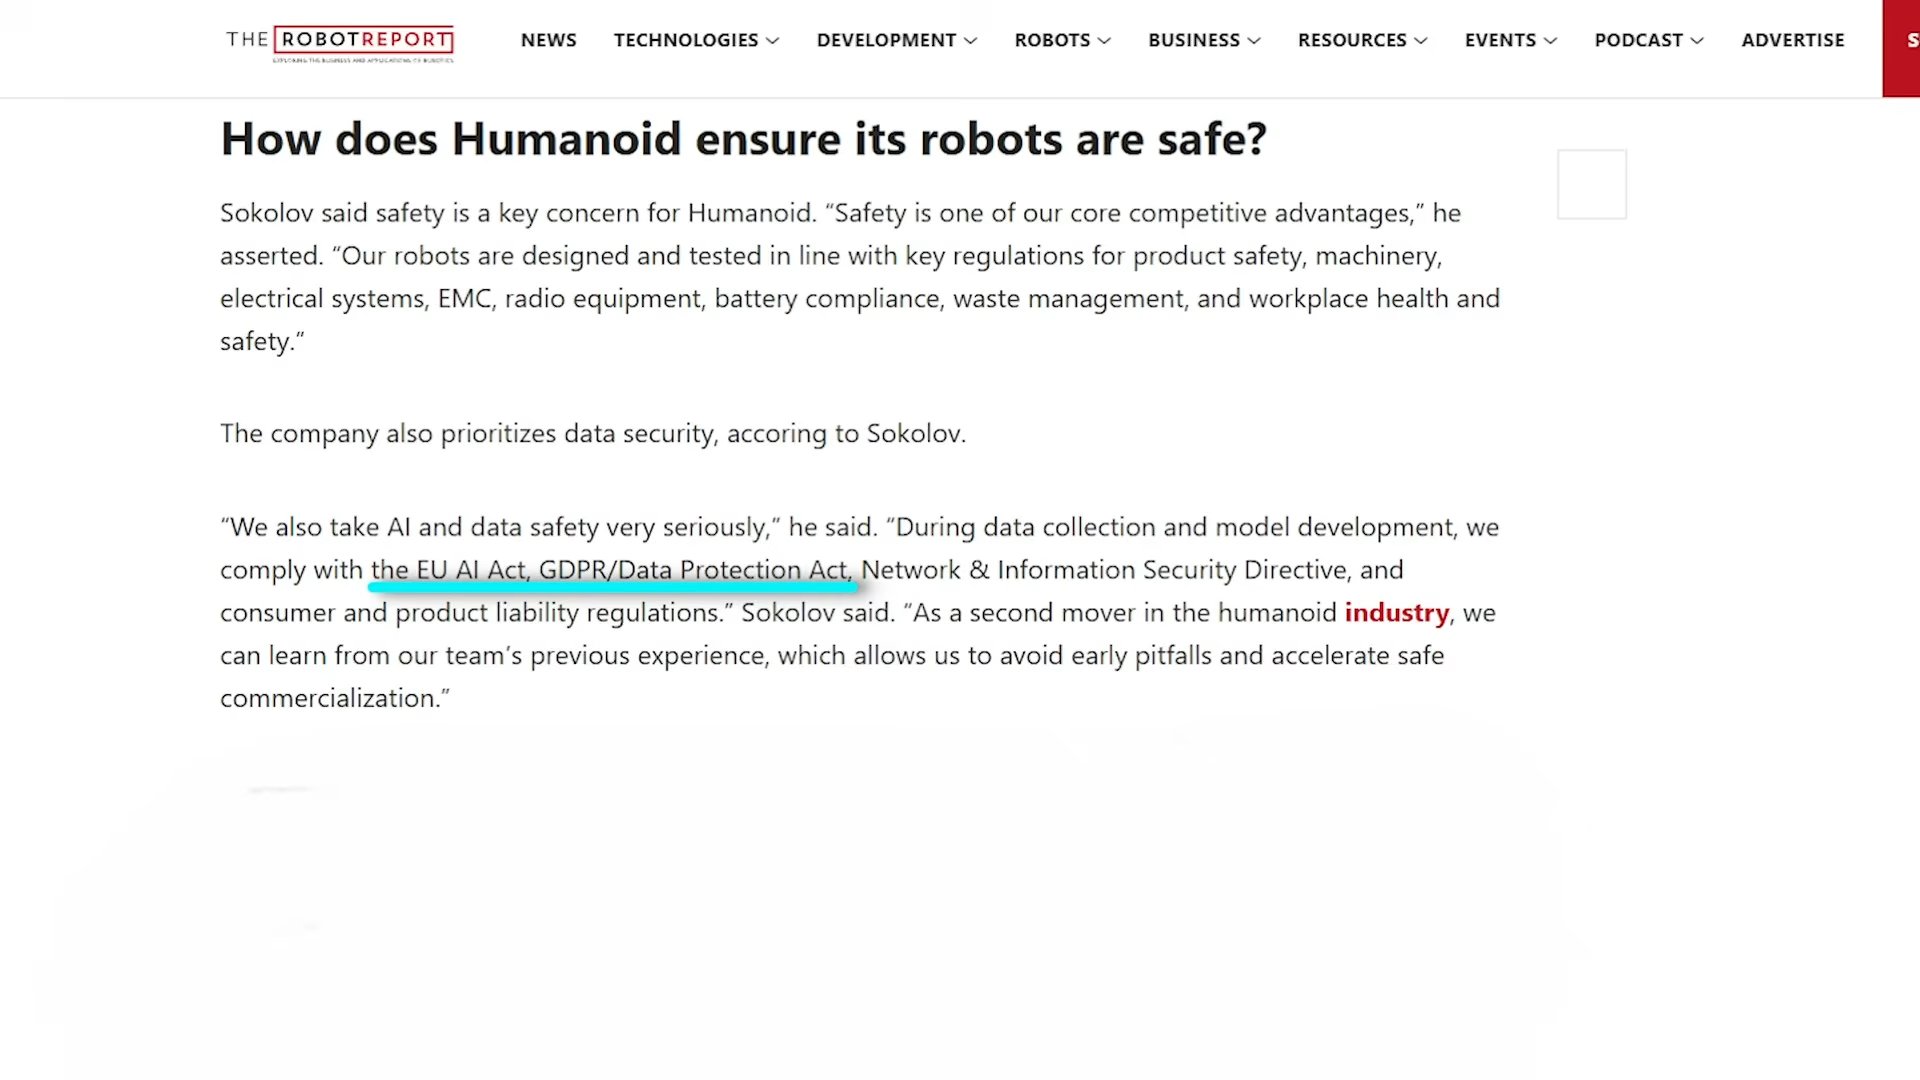 THE ROBOTREPORT
EXPLORING THE BUSINESS AND APPLICATIONS OF ROBOTICS
NEWS TECHNOLOGIES DEVELOPMENT ROBOTS BUSINESS RESOURCES EVENTS PODCAST ADVERTISE S
How does Humanoid ensure its robots are safe?
Sokolov said safety is a key concern for Humanoid. “Safety is one of our core competitive advantages,” he
asserted. “Our robots are designed and tested in line with key regulations for product safety, machinery,
electrical systems, EMC, radio equipment, battery compliance, waste management, and workplace health and
safety.”
The company also prioritizes data security, accoring to Sokolov.
“We also take AI and data safety very seriously,” he said. “During data collection and model development, we
comply with the EU AI Act, GDPR/Data Protection Act, Network & Information Security Directive, and
consumer and product liability regulations.” Sokolov said. “As a second mover in the humanoid industry, we
can learn from our team’s previous experience, which allows us to avoid early pitfalls and accelerate safe
commercialization.”